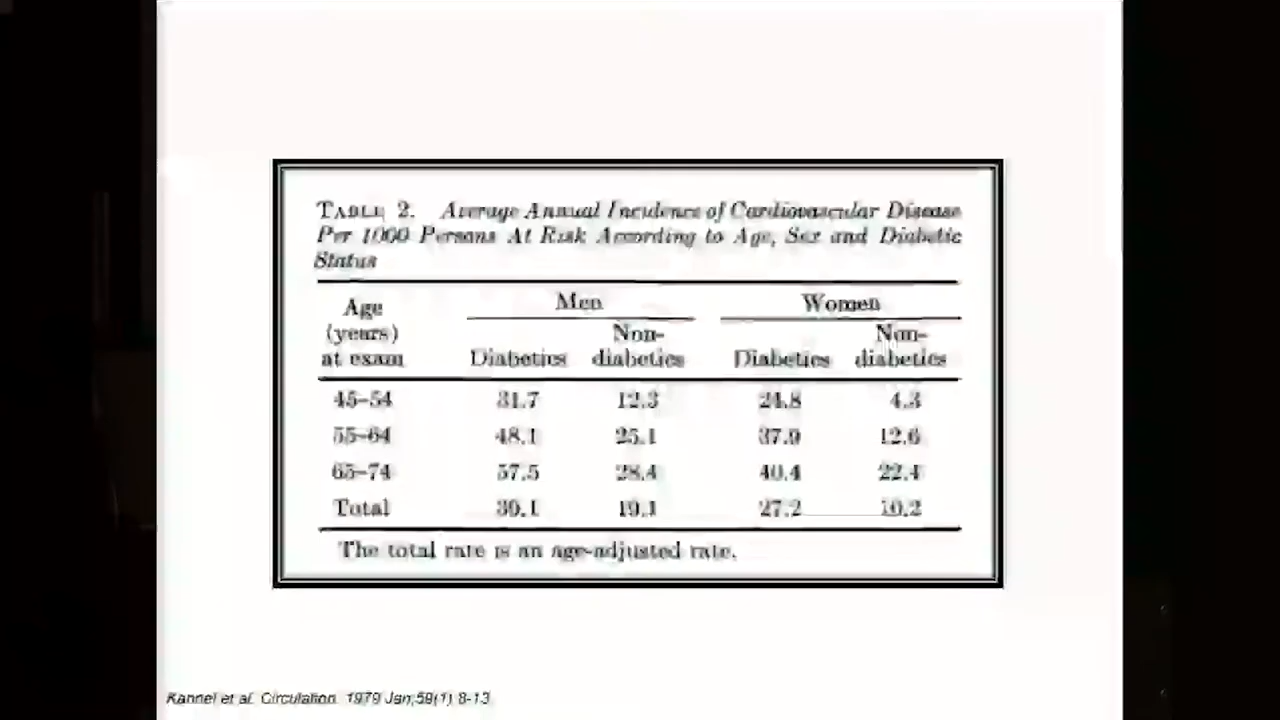 TABLE 2. Average Annual Incidence of Cardiovascular Disease
Per 1000 Persons At Risk According to Age, Sex and Diabetic
Status
Age (years) at exam Men Women
Diabetics Non-diabetics Diabetics Non-diabetics
45–54 31.7 12.3 24.8 4.3
55–64 48.1 25.1 37.9 12.6
65–74 57.5 28.4 40.4 22.4
Total 39.1 19.1 27.2 10.2
The total rate is an age-adjusted rate.
Kannel et al. Circulation. 1979 Jan;59(1) 8-13